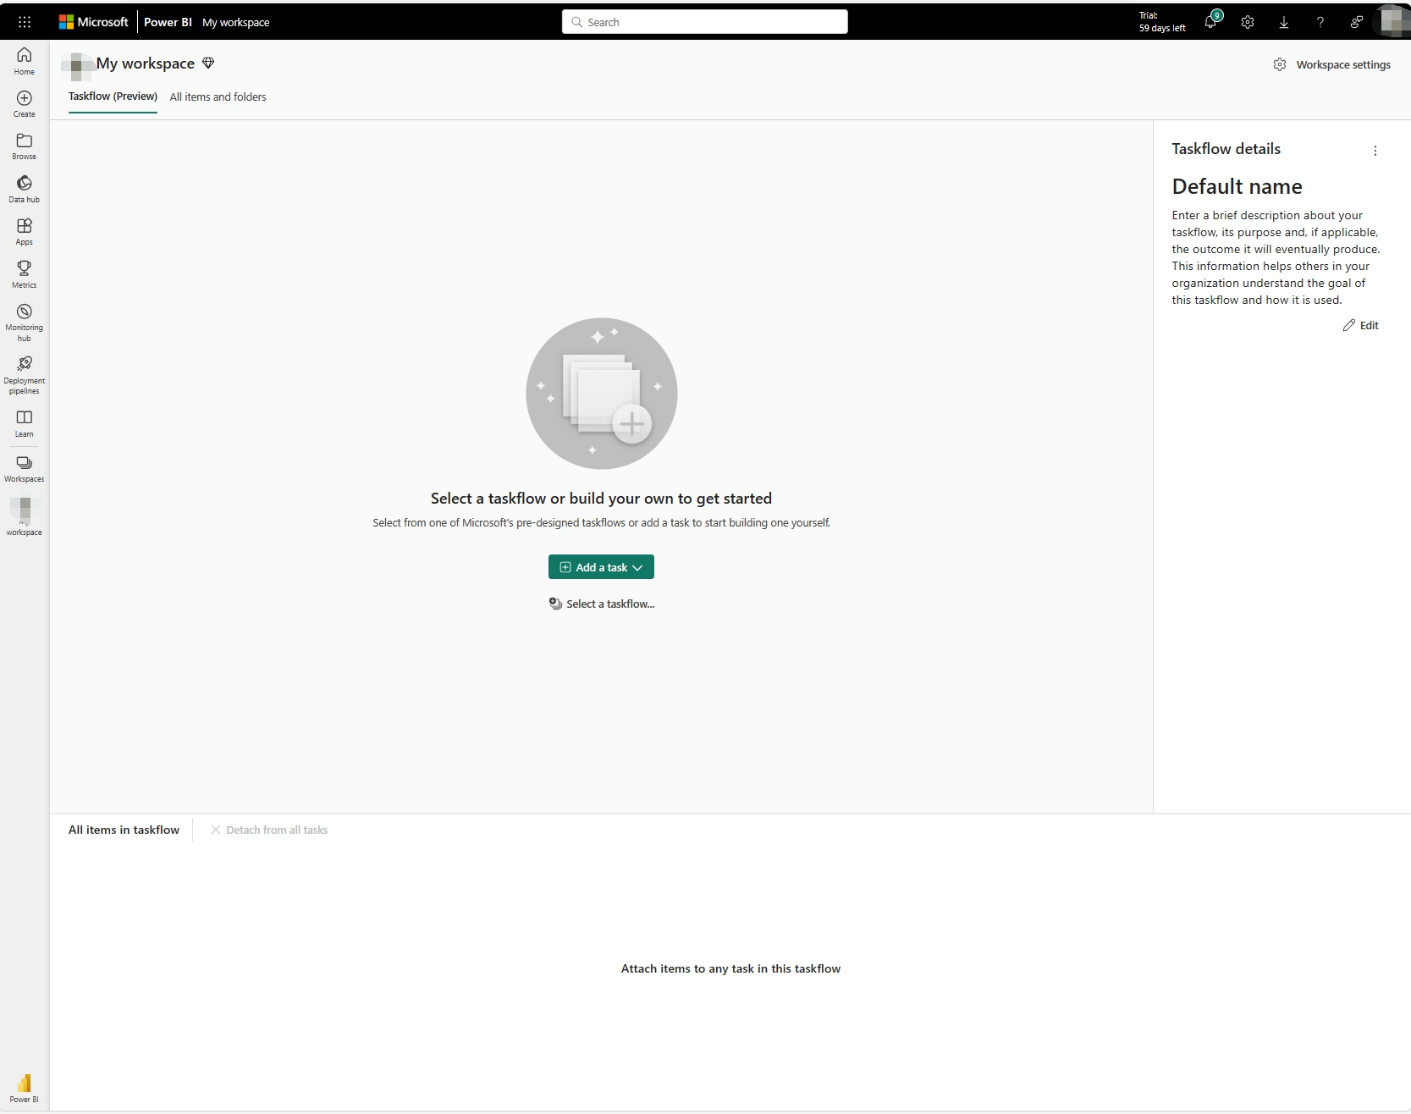 Microsoft
Power BI
My workspace
Search
Trial:
59 days left
9
Home
Create
Browse
Data hub
Apps
Metrics
Monitoring
hub
Deployment
pipelines
Learn
Workspaces
workspace
Power BI
My workspace
Workspace settings
Taskflow (Preview)
All items and folders
Select a taskflow or build your own to get started
Select from one of Microsoft's pre-designed taskflows or add a task to start building one yourself.
Add a task
Select a taskflow...
Taskflow details
Default name
Enter a brief description about your
taskflow, its purpose and, if applicable,
the outcome it will eventually produce.
This information helps others in your
organization understand the goal of
this taskflow and how it is used.
Edit
All items in taskflow
Detach from all tasks
Attach items to any task in this taskflow